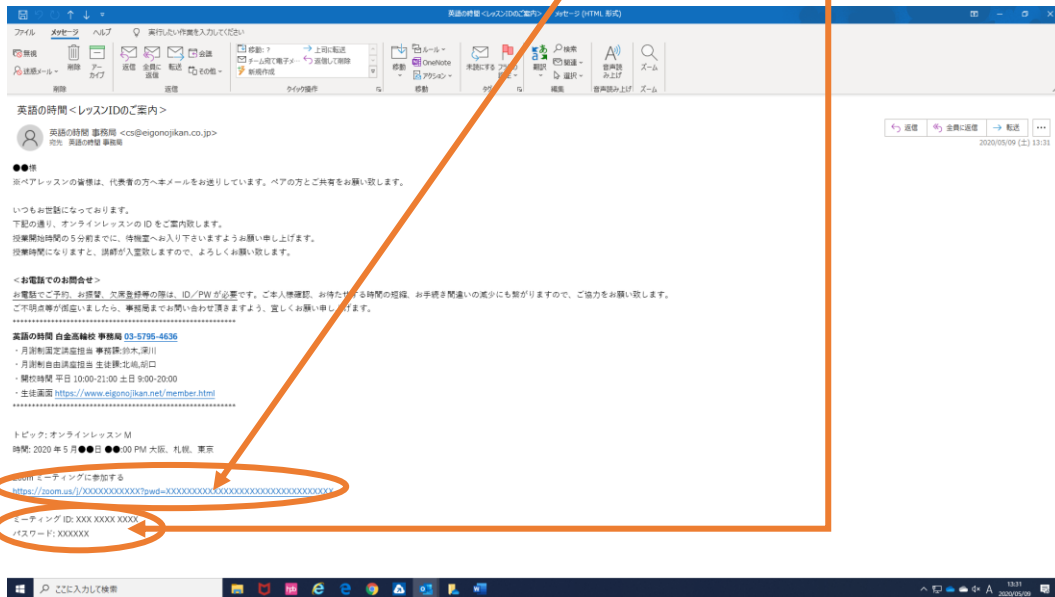 英語の時間 <レッスンIDのご案内> - メッセージ (HTML 形式)
ファイル メッセージ ヘルプ 実行したい作業を入力してください
無視
迷惑メール
削除
アーカイブ
返信
全員に返信
転送
会議
その他
移動: ?
チーム宛て電子メ…
新規作成
上司に転送
返信して削除
移動
ルール
OneNote
アクション
未読にする
翻訳
検索
関連
選択
音声読み上げ
ズーム
削除 返信 クイック操作 移動 編集 音声読み上げ ズーム
英語の時間<レッスンIDのご案内>
英語の時間 事務局 <cs@eigonojikan.co.jp>
宛先 英語の時間 事務局
返信 全員に返信 転送
2020/05/09 (土) 13:31
●●様
※ペアレッスンの皆様は、代表者の方へ本メールをお送りしています。ペアの方とご共有をお願い致します。
いつもお世話になっております。
下記の通り、オンラインレッスンの ID をご案内致します。
授業開始時間の5分前までに、待機室へお入り下さいますようお願い申し上げます。
授業時間になりますと、講師が入室致しますので、よろしくお願い致します。
<お電話でのお問合せ>
お電話でご予約、お振替、欠席登録等の際は、ID/PW が必要です。ご本人様確認、お待たせする時間の短縮、お手続き間違いの減少にも繋がりますので、ご協力をお願い致します。
ご不明点等が御座いましたら、事務局までお問い合わせ頂きますよう、宜しくお願い申し上げます。
************************************************************
英語の時間 白金高輪校 事務局 03-5795-4636
・月謝制固定講座担当 事務課:鈴木,深川
・月謝制自由講座担当 生徒課:北嶋,胡口
・開校時間 平日 10:00-21:00 土日 9:00-20:00
・生徒画面 https://www.eigonojikan.net/member.html
************************************************************
トピック: オンラインレッスン M
時間: 2020 年 5 月●●日 ●●:00 PM 大阪、札幌、東京
Zoom ミーティングに参加する
https://zoom.us/j/XXXXXXXXXXX?pwd=XXXXXXXXXXXXXXXXXXXXXXXXXXXXXXXX
ミーティング ID: XXX XXXX XXXX
パスワード: XXXXXX
ここに入力して検索
A 13:31
2020/05/09